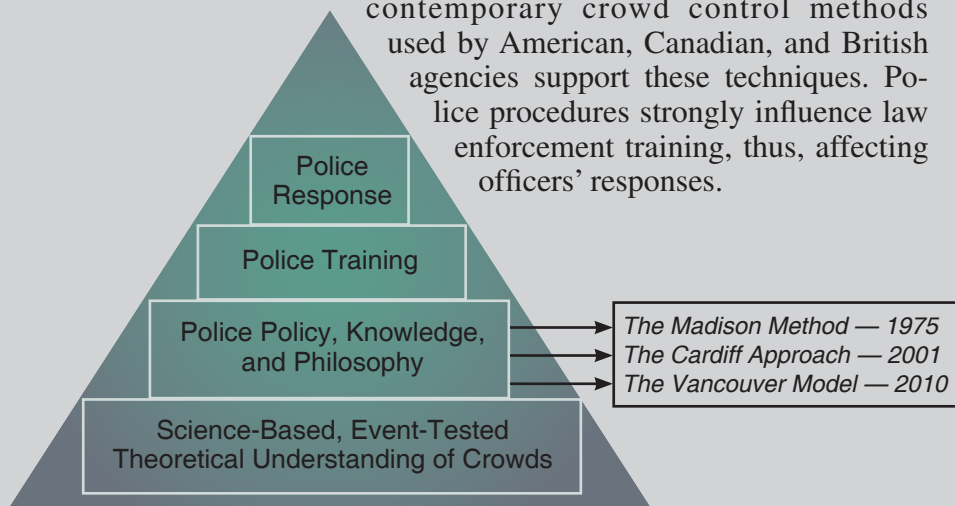 contemporary crowd control methods
used by American, Canadian, and British
agencies support these techniques. Po-
lice procedures strongly influence law
enforcement training, thus, affecting
officers’ responses.
Police
Response
Police Training
Police Policy, Knowledge,
and Philosophy
The Madison Method — 1975
The Cardiff Approach — 2001
The Vancouver Model — 2010
Science-Based, Event-Tested
Theoretical Understanding of Crowds